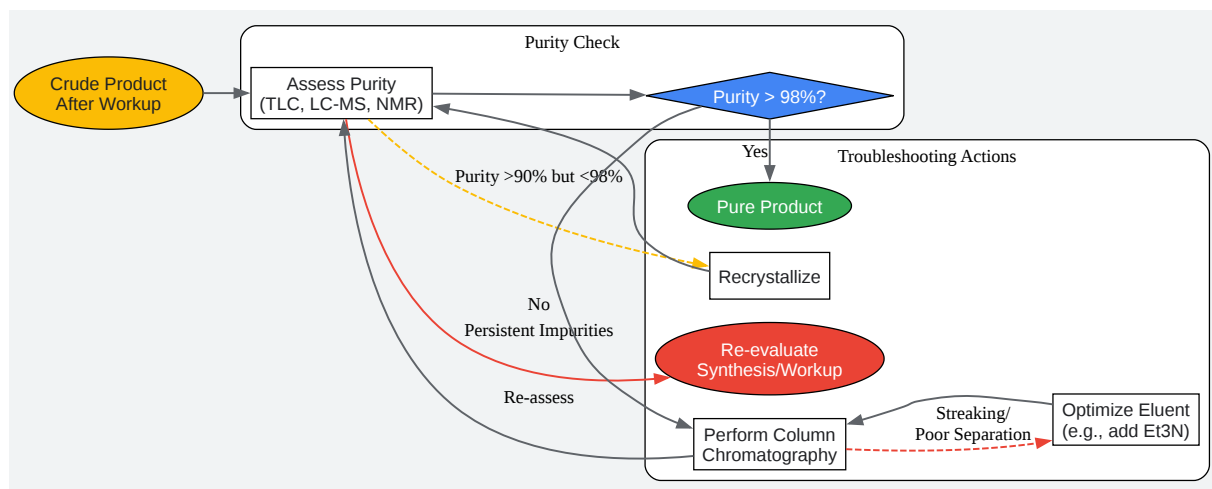 Purity Check
Crude Product
After Workup
Assess Purity
(TLC, LC-MS, NMR)
Purity > 98%?
Yes
Troubleshooting Actions
Purity >90% but <98%
Pure Product
Recrystallize
No
Persistent Impurities
Re-evaluate
Synthesis/Workup
Re-assess
Perform Column
Chromatography
Streaking/
Poor Separation
Optimize Eluent
(e.g., add Et3N)